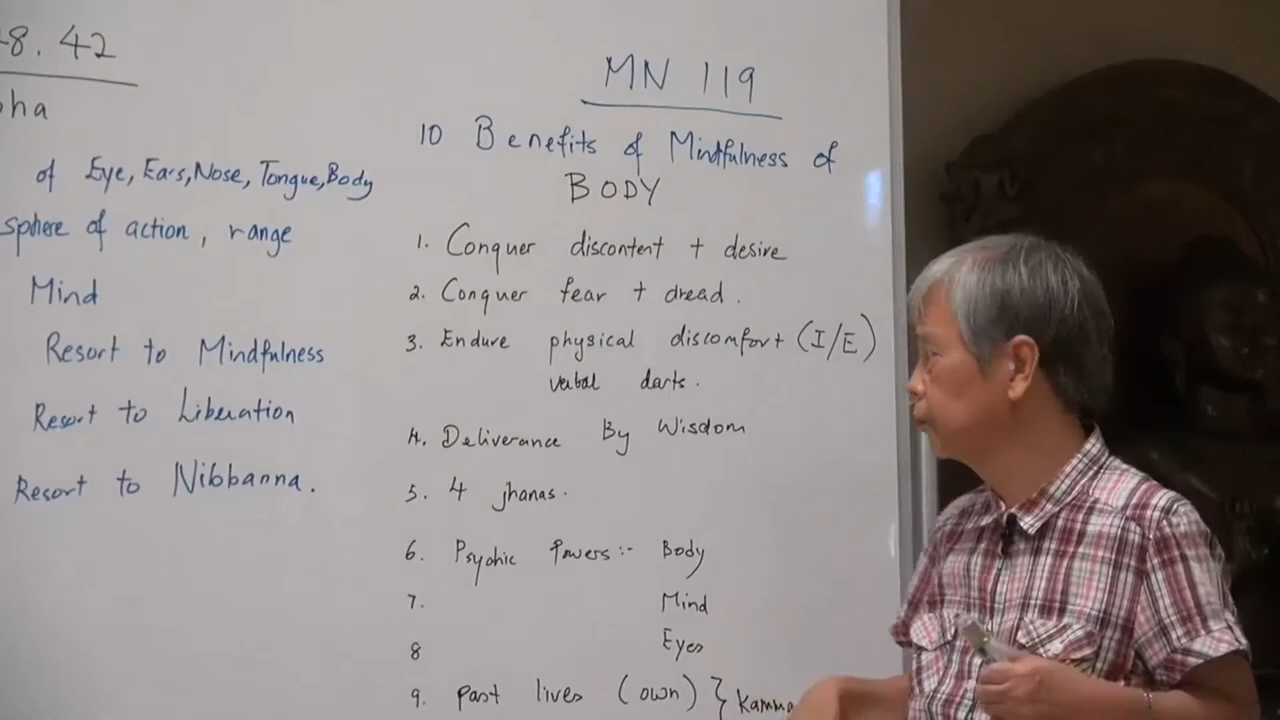 -8. 42
ha
of Eye, Ears, Nose, Tongue, Body
sphere of action, range
Mind
Resort to Mindfulness
Resort to Liberation
Resort to Nibbanna.
MN 119
10 Benefits of Mindfulness of
BODY
1. Conquer discontent + desire
2. Conquer fear + dread.
3. Endure physical discomfort (I/E)
verbal darts.
4. Deliverance By Wisdom
5. 4 jhanas.
6. Psychic Powers :- Body
7. Mind
8 Eyes
9. past lives (own) } Kamma